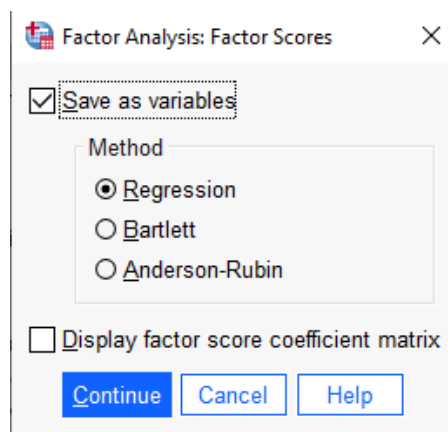 Factor Analysis: Factor Scores
Save as variables
Method
Regression
Bartlett
Anderson-Rubin
Display factor score coefficient matrix
Continue Cancel Help